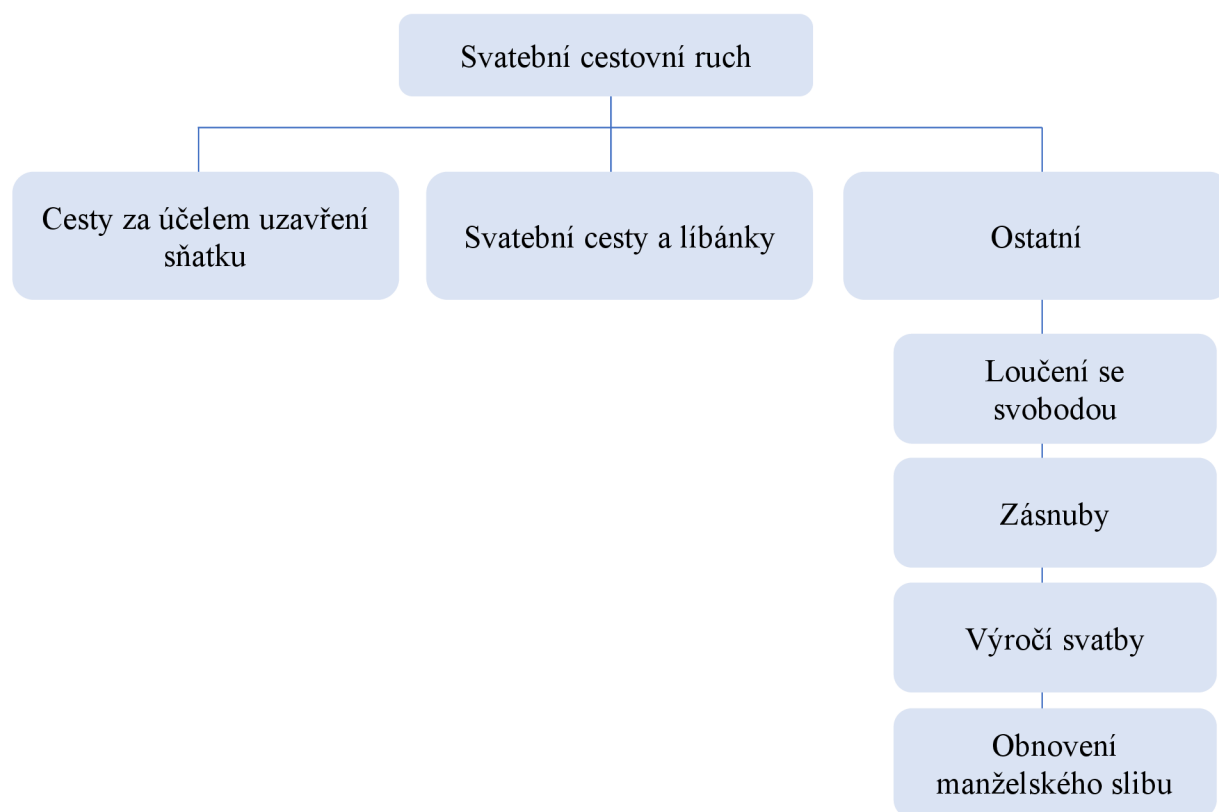 Svatební cestovní ruch
Cesty za účelem uzavření
sňatku
Svatební cesty a líbánky
Ostatní
Loučení se
svobodou
Zásnuby
Výročí svatby
Obnovení
manželského slibu